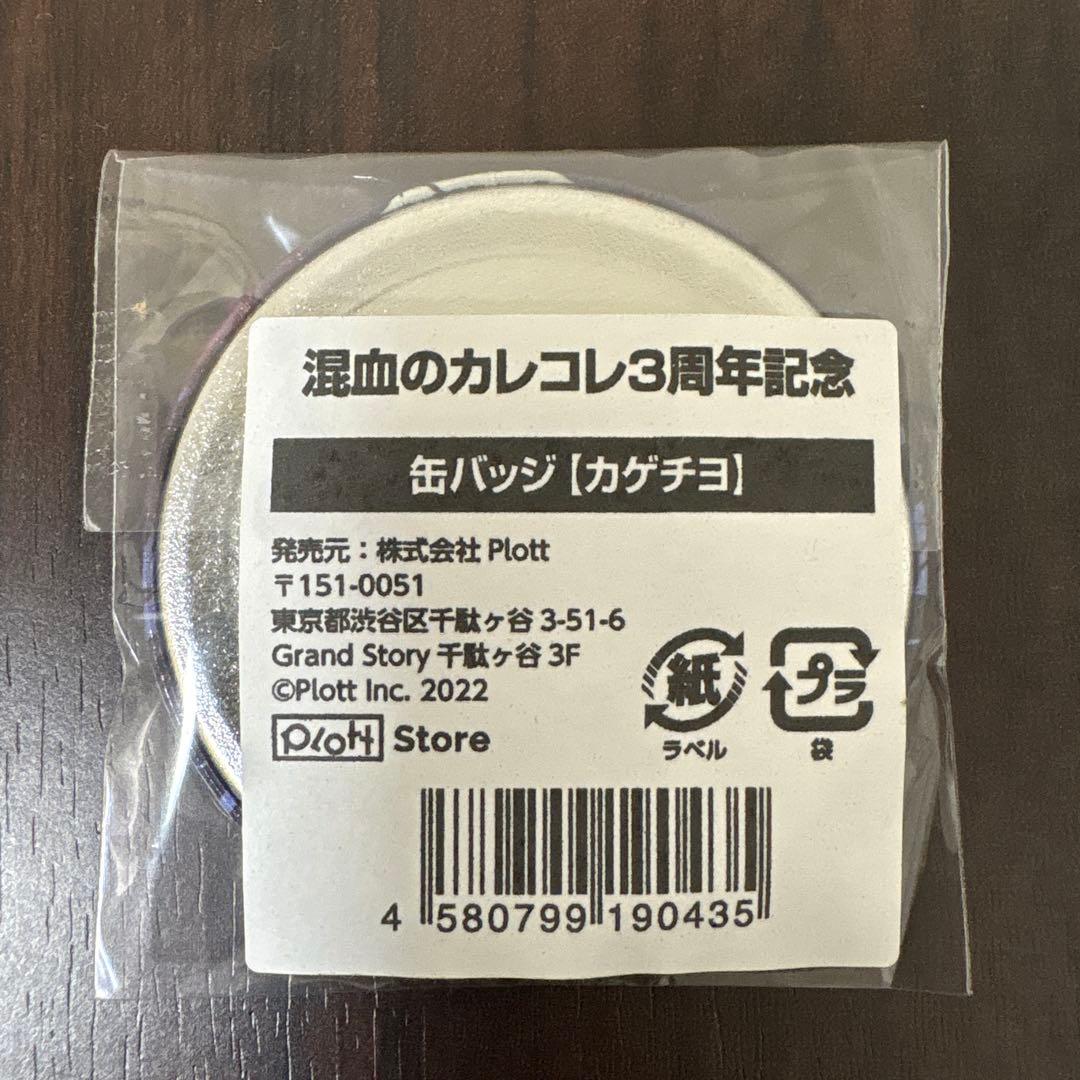 混血のカレコレ3周年記念
缶バッジ【カゲチヨ】
発売元：株式会社 Plott
〒151-0051
東京都渋谷区千駄ヶ谷 3-51-6
Grand Story 千駄ヶ谷 3F
©Plott Inc. 2022
Plott Store
紙
ラベル
プラ
袋
4 580799 190435